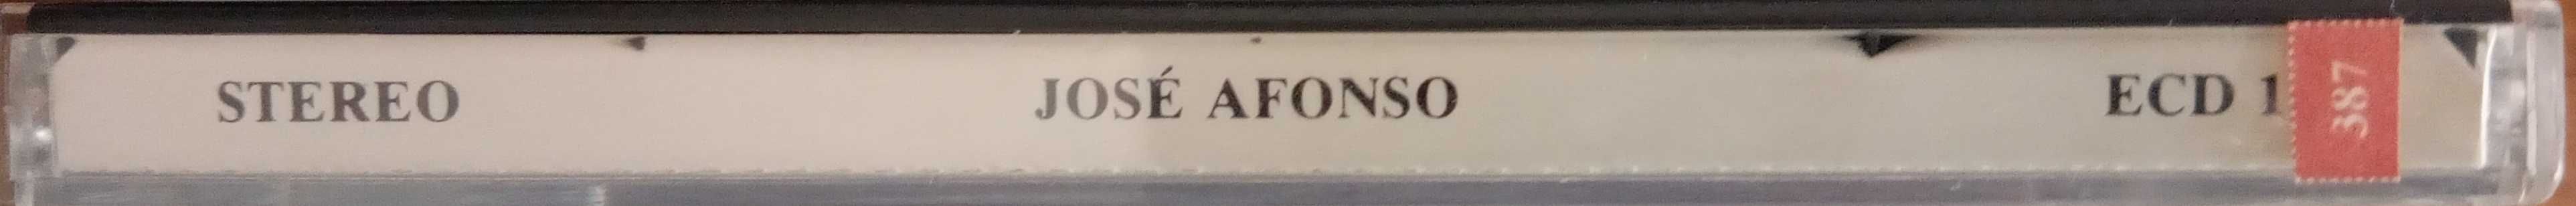 STEREO JOSÉ AFONSO ECD 1
387